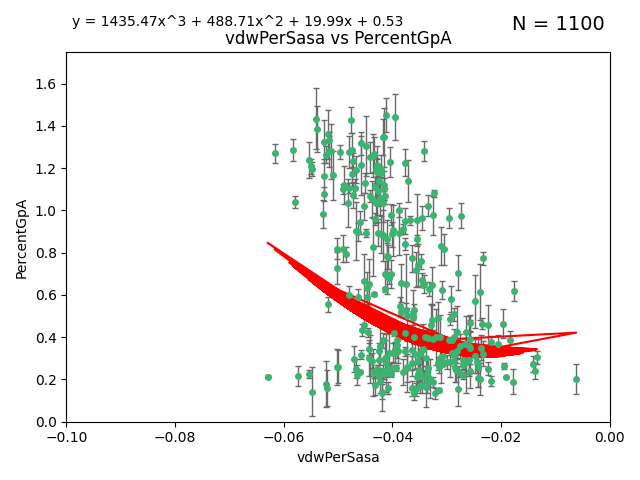 y = 1435.47x^3 + 488.71x^2 + 19.99x + 0.53
N = 1100
vdwPerSasa vs PercentGpA
PercentGpA
1.6
1.4
1.2
1.0
0.8
0.6
0.4
0.2
0.0
−0.10 −0.08 −0.06 −0.04 −0.02 0.00
vdwPerSasa